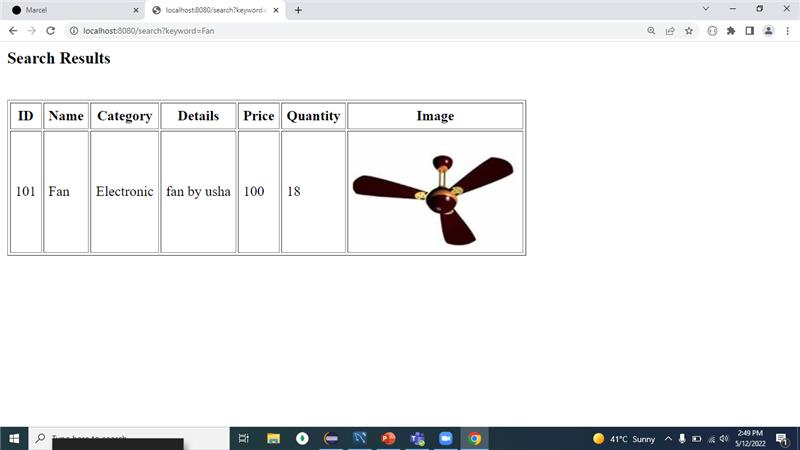 Marcel
localhost:8080/search?keyword=
localhost:8080/search?keyword=Fan
Search Results
ID Name Category Details Price Quantity Image
101 Fan Electronic fan by usha 100 18
Type here to search
41°C Sunny
2:49 PM
5/12/2022
1